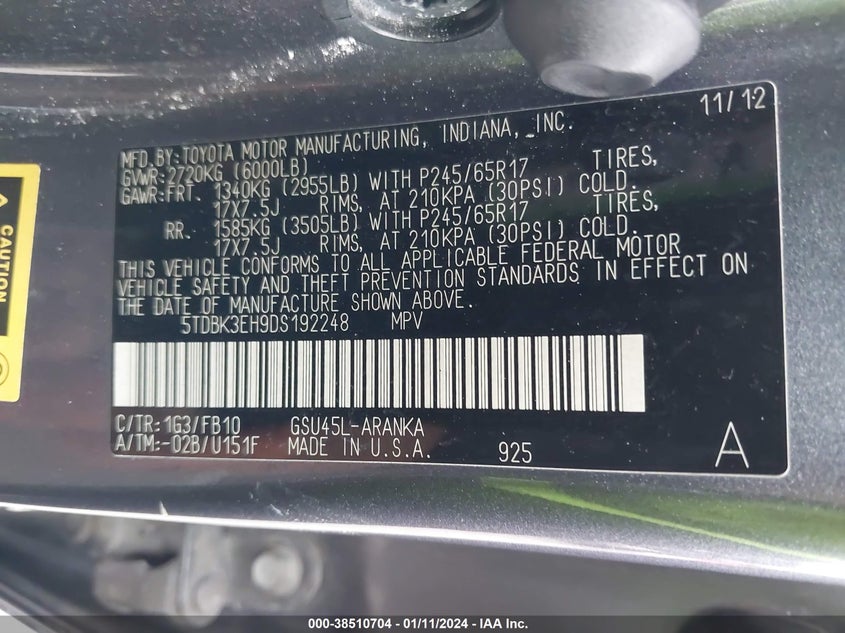 11/12
MFD.BY:TOYOTA MOTOR MANUFACTURING, INDIANA, INC.
GVWR:2720KG (6000LB)
GAWR:FRT. 1340KG (2955LB) WITH P245/65R17 TIRES,
17X7.5J RIMS, AT 210KPA (30PSI) COLD.
RR. 1585KG (3505LB) WITH P245/65R17 TIRES,
17X7.5J RIMS, AT 210KPA (30PSI) COLD.
THIS VEHICLE CONFORMS TO ALL APPLICABLE FEDERAL MOTOR
VEHICLE SAFETY AND THEFT PREVENTION STANDARDS IN EFFECT ON
THE DATE OF MANUFACTURE SHOWN ABOVE.
5TDBK3EH9DS192248 MPV
C/TR:1G3/FB10 GSU45L-ARANKA
A/TM:-02B/U151F MADE IN U.S.A. 925 A
CAUTION
000-38510704 - 01/11/2024 - IAA Inc.